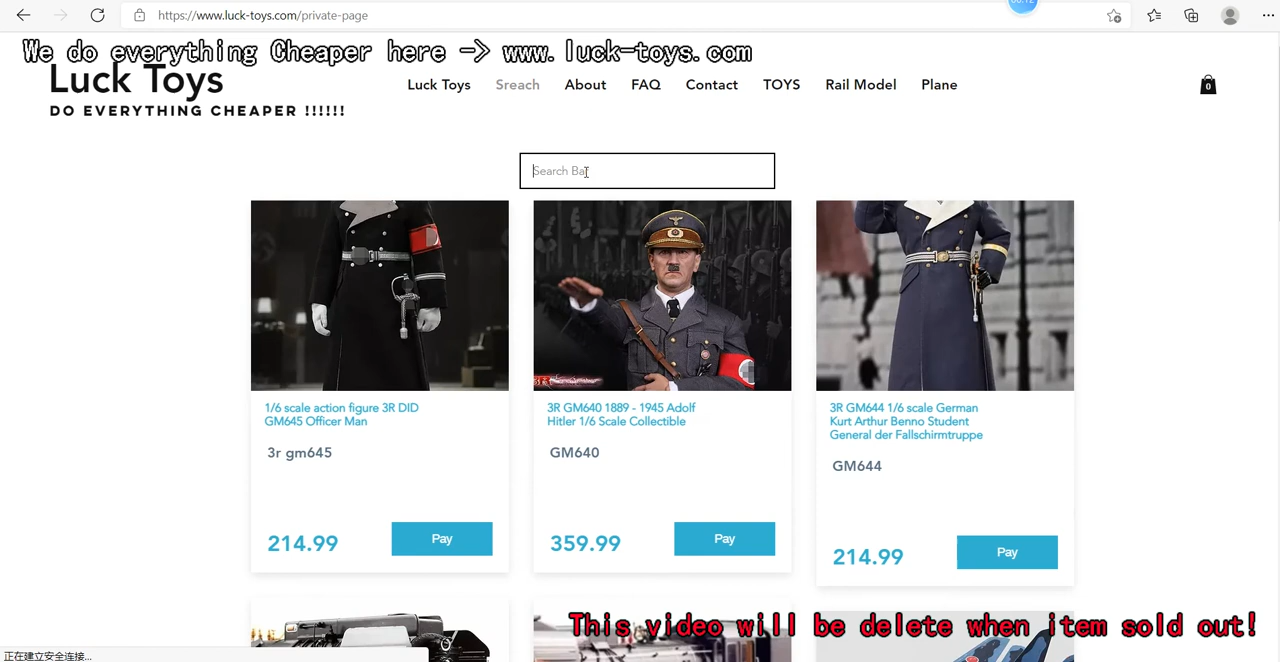 https://www.luck-toys.com/private-page
00:12
We do everything Cheaper here -> www.luck-toys.com
Luck Toys
DO EVERYTHING CHEAPER !!!!!!
Luck Toys Sreach About FAQ Contact TOYS Rail Model Plane
0
Search Bar
1/6 scale action figure 3R DID
GM645 Officer Man
3r gm645
214.99
Pay
3R GM640 1889 - 1945 Adolf
Hitler 1/6 Scale Collectible
GM640
359.99
Pay
3R GM644 1/6 scale German
Kurt Arthur Benno Student
General der Fallschirmtruppe
GM644
214.99
Pay
This video will be delete when item sold out!
正在建立安全连接...